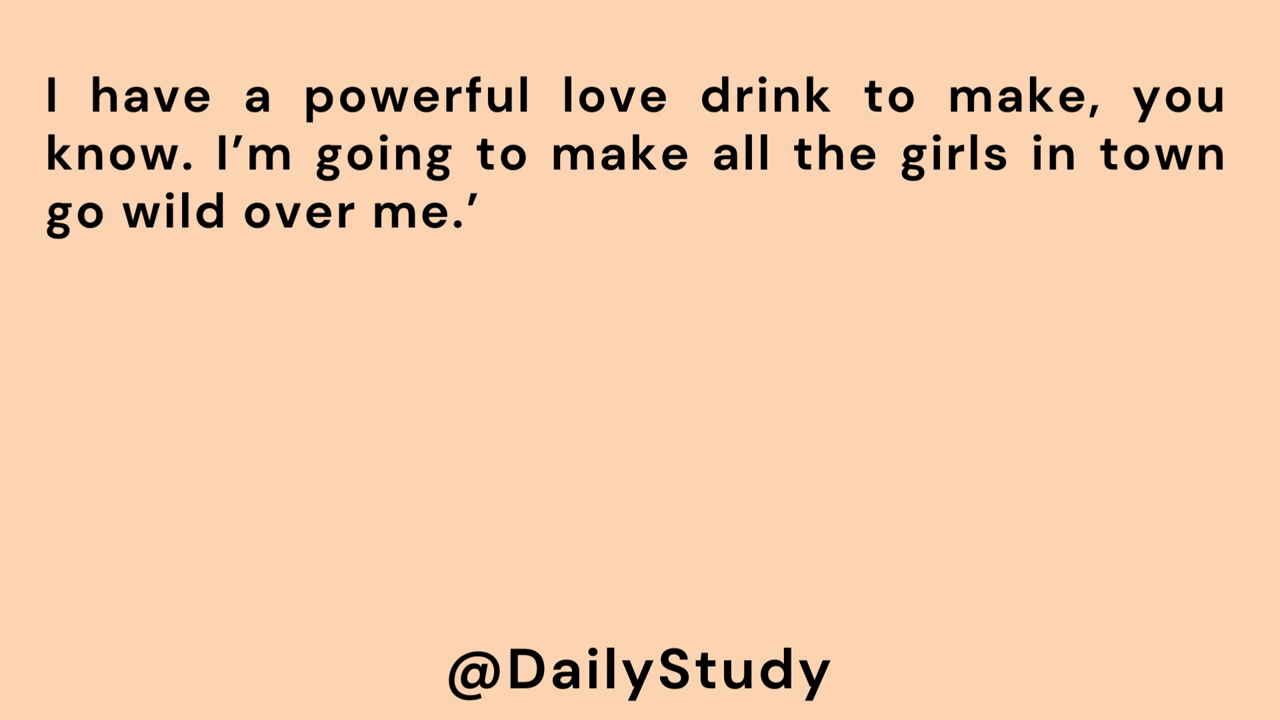 I have a powerful love drink to make, you
know. I’m going to make all the girls in town
go wild over me.’
@DailyStudy